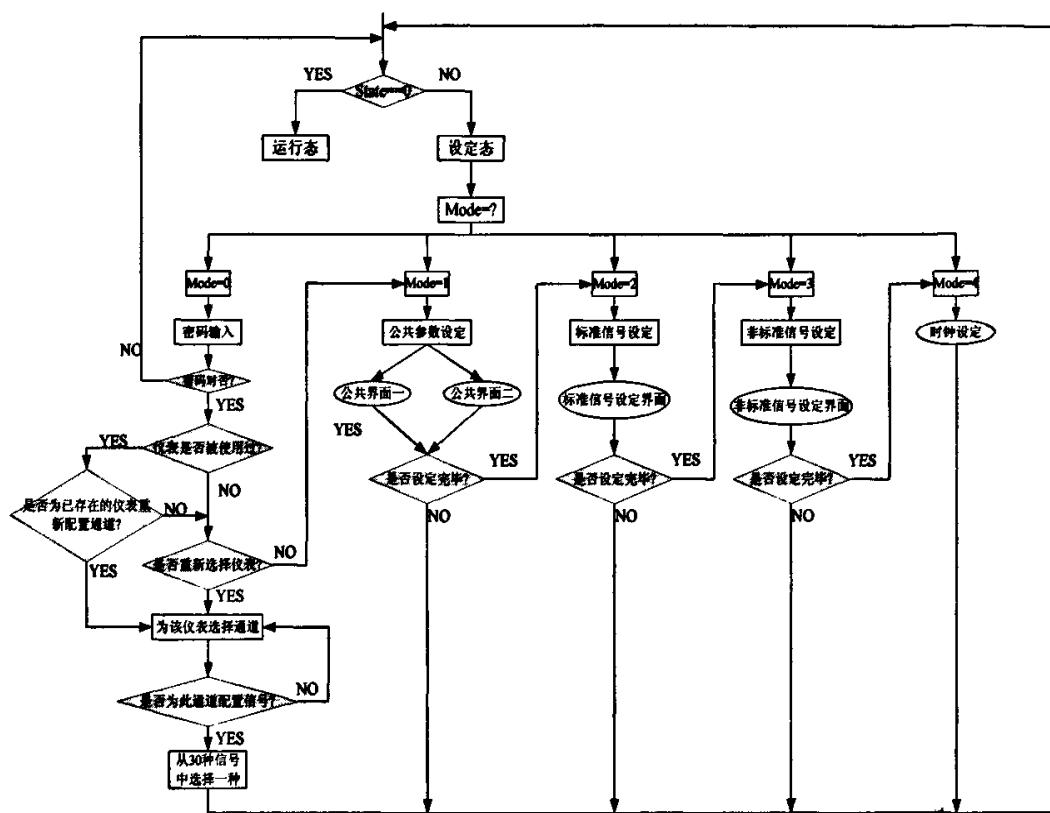 YES
NO
State==0
运行态
设定态
Mode=?
Mode=0
Mode=1
Mode=2
Mode=3
Mode=4
密码输入
公共参数设定
标准信号设定
非标准信号设定
时钟设定
NO
密码对否?
YES
公共界面一
公共界面二
标准信号设定界面
非标准信号设定界面
YES
YES
仪表是否被使用过?
NO
是否设定完毕?
YES
是否设定完毕?
YES
是否设定完毕?
YES
NO
NO
NO
是否为已存在的仪表重
新配置通道?
NO
YES
是否重新选择仪表?
NO
YES
为该仪表选择通道
是否为此通道配置信号?
NO
YES
从30种信号
中选择一种